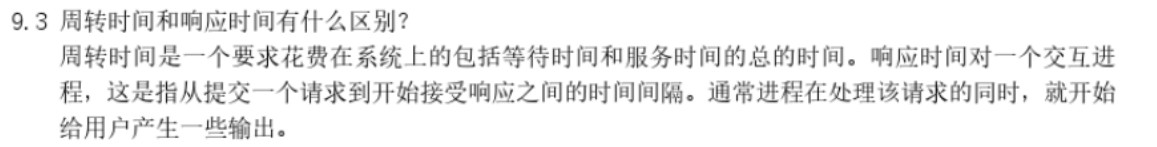 9.3 周转时间和响应时间有什么区别?
周转时间是一个要求花费在系统上的包括等待时间和服务时间的总的时间。响应时间对一个交互进
程，这是指从提交一个请求到开始接受响应之间的时间间隔。通常进程在处理该请求的同时，就开始
给用户产生一些输出。